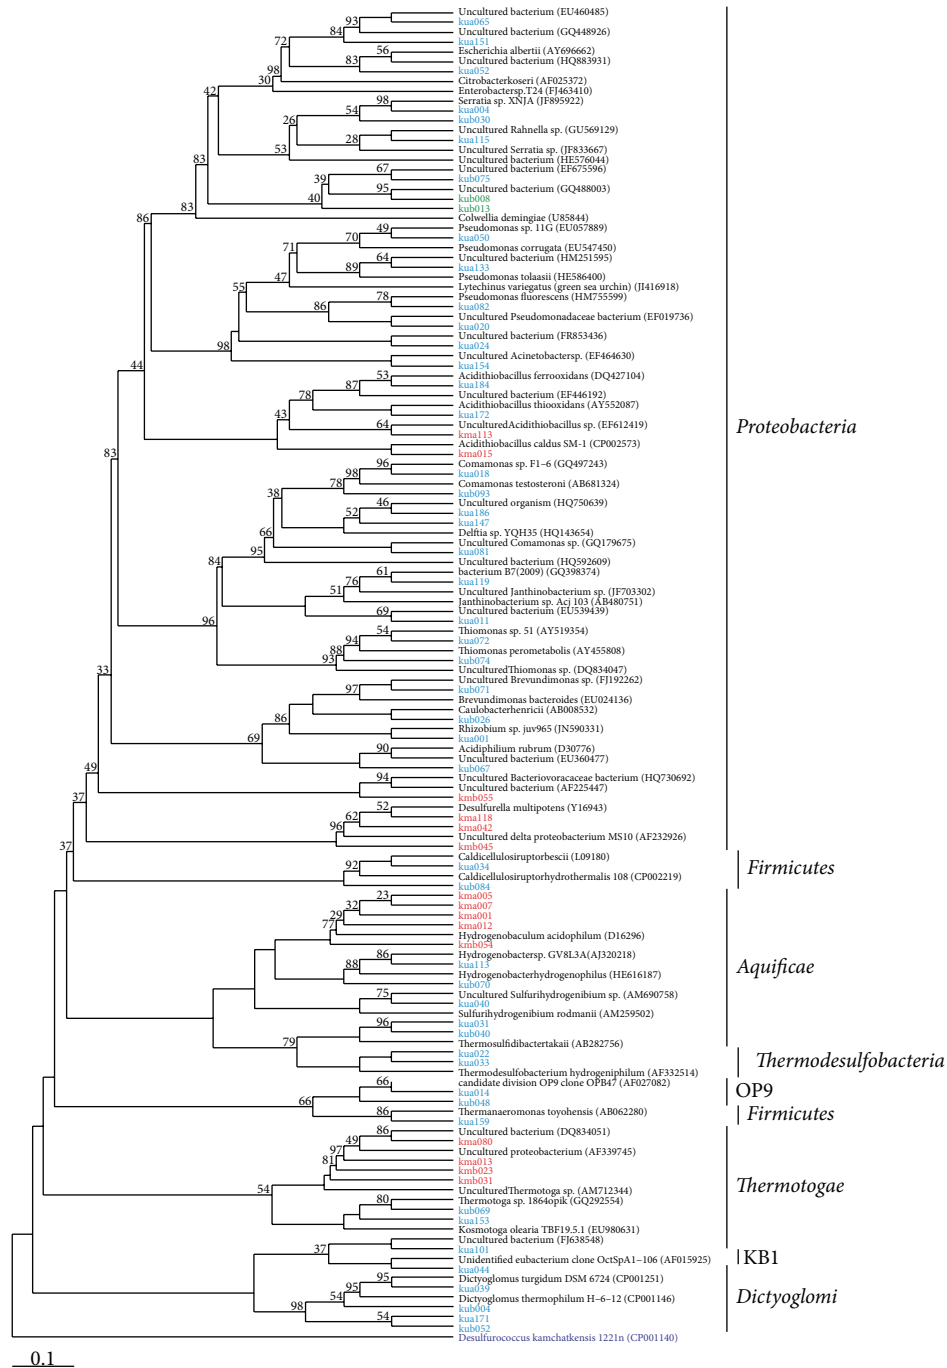 Uncultured bacterium (EU460485)
kua065
Uncultured bacterium (GQ448926)
kua151
Escherichia albertii (AY696662)
Uncultured bacterium (HQ883931)
kua052
Citrobacterkoseri (AF025372)
Enterobactersp.T24 (FJ463410)
Serratia sp. XNJA (JF895922)
kua004
kub030
Uncultured Rahnella sp. (GU569129)
kua115
Uncultured Serratia sp. (JF833667)
Uncultured bacterium (HE576044)
Uncultured bacterium (EF675596)
kub075
Uncultured bacterium (GQ488003)
kub008
kub013
Colwellia demingiae (U85844)
Pseudomonas sp. 11G (EU057889)
kua050
Pseudomonas corrugata (EU547450)
Uncultured bacterium (HM251595)
kua133
Pseudomonas tolaasii (HE586400)
Lytechinus variegatus (green sea urchin) (JI416918)
Pseudomonas fluorescens (HM755599)
kua082
Uncultured Pseudomonadaceae bacterium (EF019736)
kua020
Uncultured bacterium (FR853436)
kua024
Uncultured Acinetobactersp. (EF464630)
kua154
Acidithiobacillus ferrooxidans (DQ427104)
kua184
Uncultured bacterium (EF446192)
Acidithiobacillus thiooxidans (AY552087)
kua172
UnculturedAcidithiobacillus sp. (EF612419)
kma113
Acidithiobacillus caldus SM-1 (CP002573)
kma015
Comamonas sp. F1-6 (GQ497243)
kua018
Comamonas testosteroni (AB681324)
kub093
Uncultured organism (HQ750639)
kua186
kua147
Delftia sp. YQH35 (HQ143654)
Uncultured Comamonas sp. (GQ179675)
kua081
Uncultured bacterium (HQ592609)
bacterium B7(2009) (GQ398374)
kua119
Uncultured Janthinobacterium sp. (JF703302)
Janthinobacterium sp. Acj 103 (AB480751)
Uncultured bacterium (EU539439)
kua011
Thiomonas sp. 51 (AY519354)
kua072
Thiomonas perometabolis (AY455808)
kub074
UnculturedThiomonas sp. (DQ834047)
Uncultured Brevundimonas sp. (FJ192262)
kub071
Brevundimonas bacteroides (EU024136)
Caulobacterhenricii (AB008532)
kub026
Rhizobium sp. juv965 (JN590331)
kua001
Acidiphilium rubrum (D30776)
Uncultured bacterium (EU360477)
kub067
Uncultured Bacteriovoracaceae bacterium (HQ730692)
Uncultured bacterium (AF225447)
kmb055
Desulfurella multipotens (Y16943)
kma118
kma042
Uncultured delta proteobacterium MS10 (AF232926)
kmb045
Caldicellulosiruptorbescii (L09180)
kua034
Caldicellulosiruptorhydrothermalis 108 (CP002219)
kub084
kma005
kma007
kma001
kma012
Hydrogenobaculum acidophilum (D16296)
kmb054
Hydrogenobactersp. GV8L3A(AJ320218)
kua113
Hydrogenobacterhydrogenophilus (HE616187)
kub070
Uncultured Sulfurihydrogenibium sp. (AM690758)
kua040
Sulfurihydrogenibium rodmanii (AM259502)
kua031
kub040
Thermosulfidibactertakaii (AB282756)
kua022
kua033
Thermodesulfobacterium hydrogeniphilum (AF332514)
candidate division OP9 clone OPB47 (AF027082)
kua014
kub048
Thermanaeromonas toyohensis (AB062280)
kua159
Uncultured bacterium (DQ834051)
kma080
Uncultured proteobacterium (AF339745)
kma013
kmb023
kmb031
UnculturedThermotoga sp. (AM712344)
Thermotoga sp. 1864opik (GQ292554)
kub069
kua153
Kosmotoga olearia TBF19.5.1 (EU980631)
Uncultured bacterium (FJ638548)
kua101
Unidentified eubacterium clone OctSpA1-106 (AF015925)
kua044
Dictyoglomus turgidum DSM 6724 (CP001251)
kua039
Dictyoglomus thermophilum H-6-12 (CP001146)
kub004
kua171
kub052
Desulfurococcus kamchatkensis 1221n (CP001140)
Proteobacteria
Firmicutes
Aquificae
Thermodesulfobacteria
OP9
Firmicutes
Thermotogae
KB1
Dictyoglomi
93
84
72
56
83
98
30
42
98
54
26
28
53
83
67
39
95
40
83
86
49
70
71
64
89
47
55
78
86
98
44
53
87
78
43
64
83
96
98
78
38
46
52
66
95
84
61
76
51
69
96
54
94
88
93
33
97
86
69
90
49
94
37
52
62
96
37
92
23
32
29
77
86
88
75
96
79
66
66
86
86
49
97
81
54
80
37
95
95
54
98
54
0.1